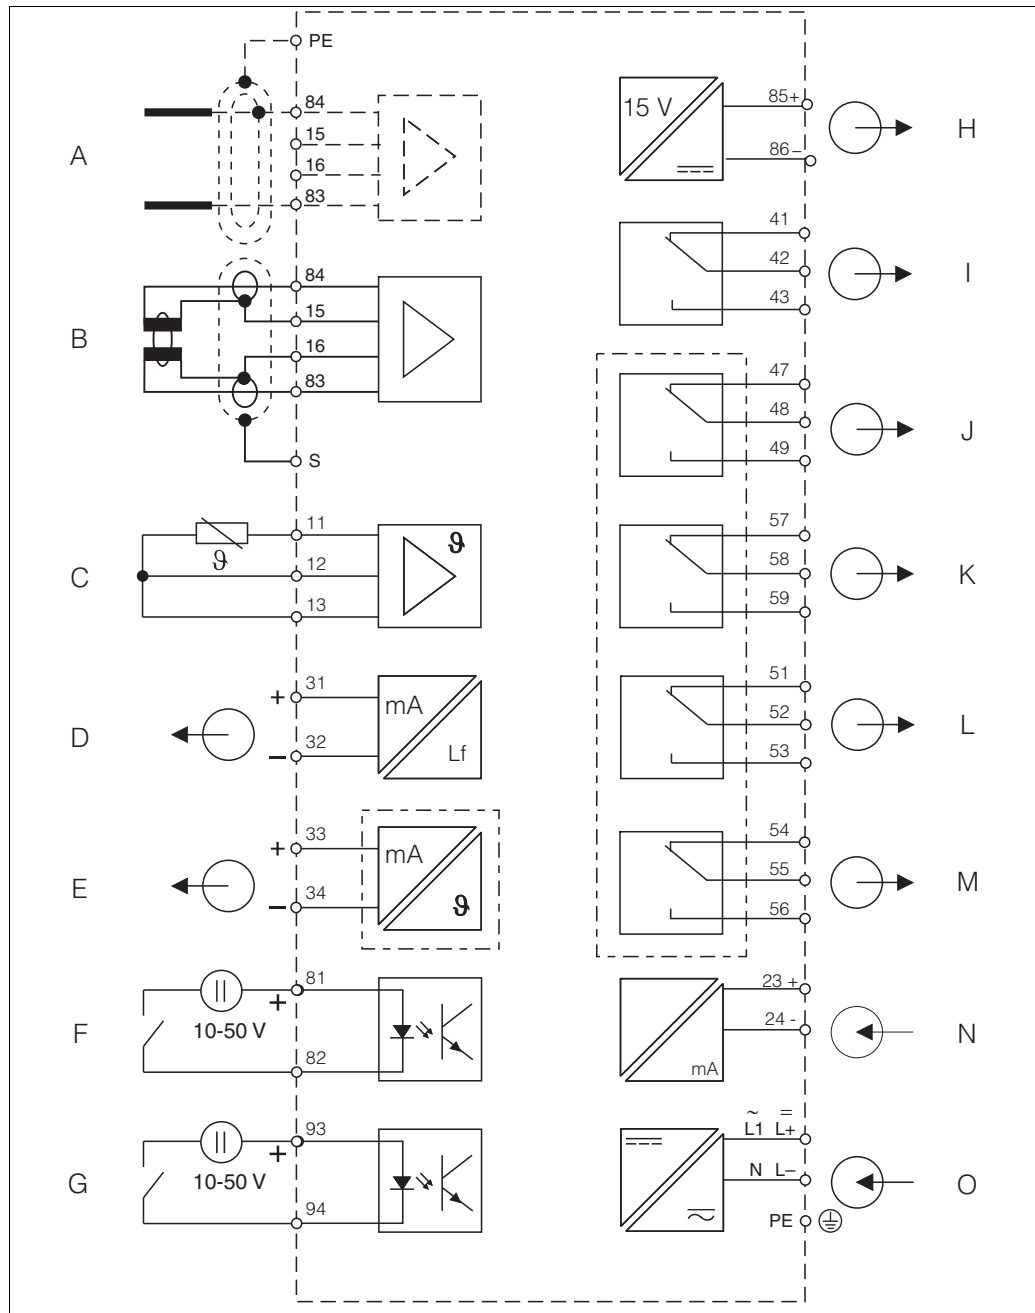 PE
84
15
16
83
A
84
15
16
83
B
S
11
12
13
C
ϑ
ϑ
+ 31
- 32
D
mA
Lf
+ 33
- 34
E
mA
ϑ
81
+
10-50 V
82
F
93
+
10-50 V
94
G
15 V
85+
86-
H
41
42
43
I
47
48
49
J
57
58
59
K
51
52
53
L
54
55
56
M
23 +
24 -
mA
N
~ =
L1 L+
N L–
PE
O